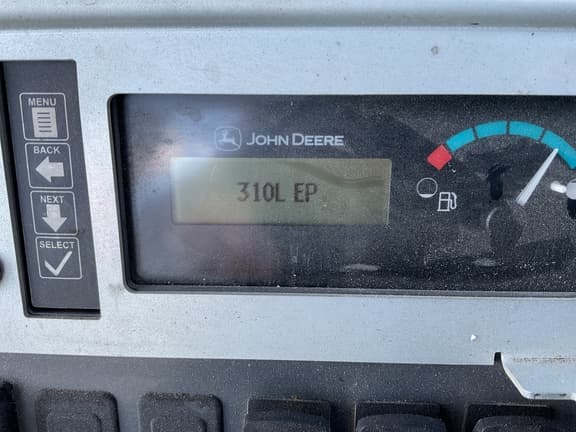 MENU
BACK
NEXT
SELECT
JOHN DEERE
310L EP